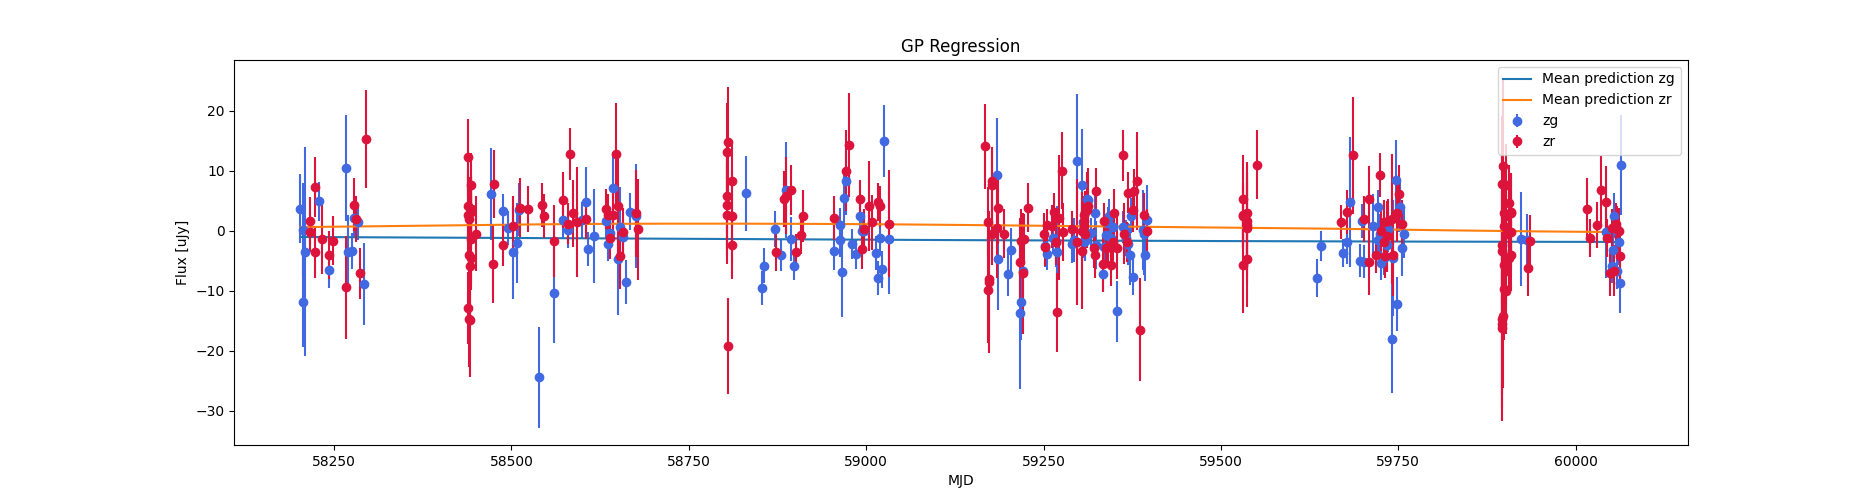 GP Regression
Mean prediction zg
Mean prediction zr
zg
zr
Flux [uJy]
20
10
0
−10
−20
−30
58250
58500
58750
59000
59250
59500
59750
60000
MJD